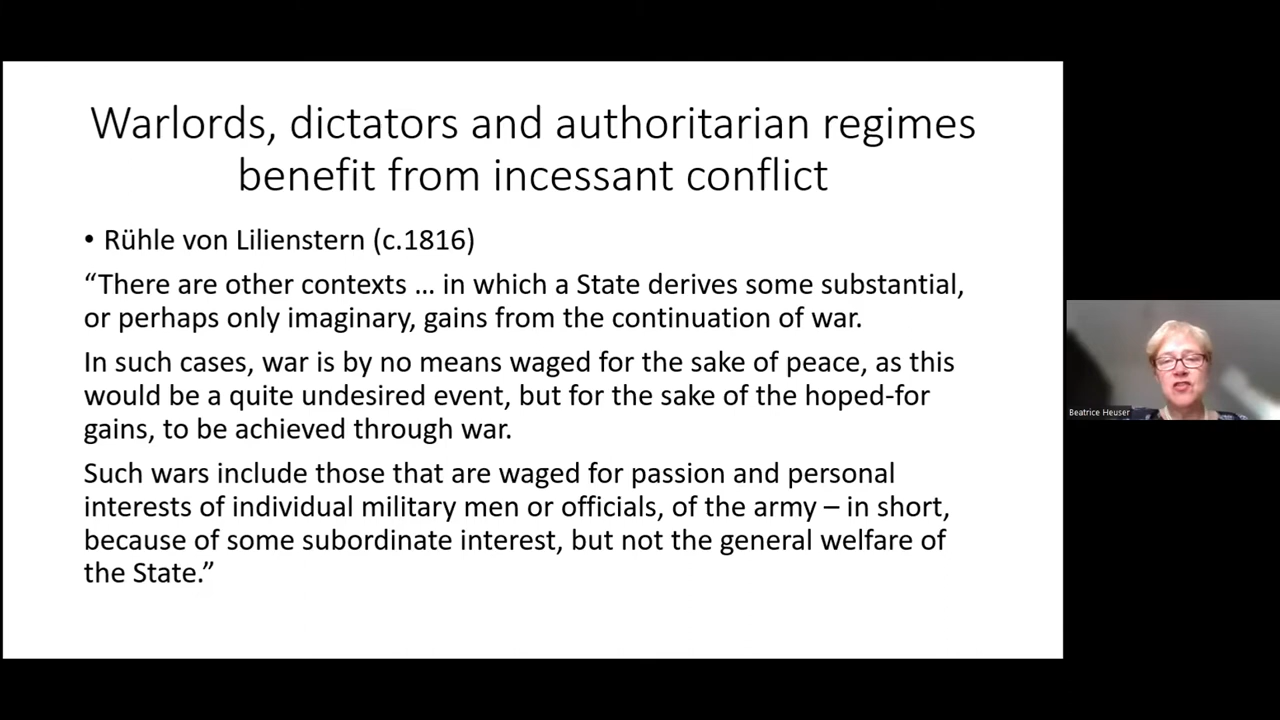 Warlords, dictators and authoritarian regimes
benefit from incessant conflict
• Rühle von Lilienstern (c.1816)
“There are other contexts … in which a State derives some substantial,
or perhaps only imaginary, gains from the continuation of war.
In such cases, war is by no means waged for the sake of peace, as this
would be a quite undesired event, but for the sake of the hoped-for
gains, to be achieved through war.
Such wars include those that are waged for passion and personal
interests of individual military men or officials, of the army – in short,
because of some subordinate interest, but not the general welfare of
the State.”
Beatrice Heuser